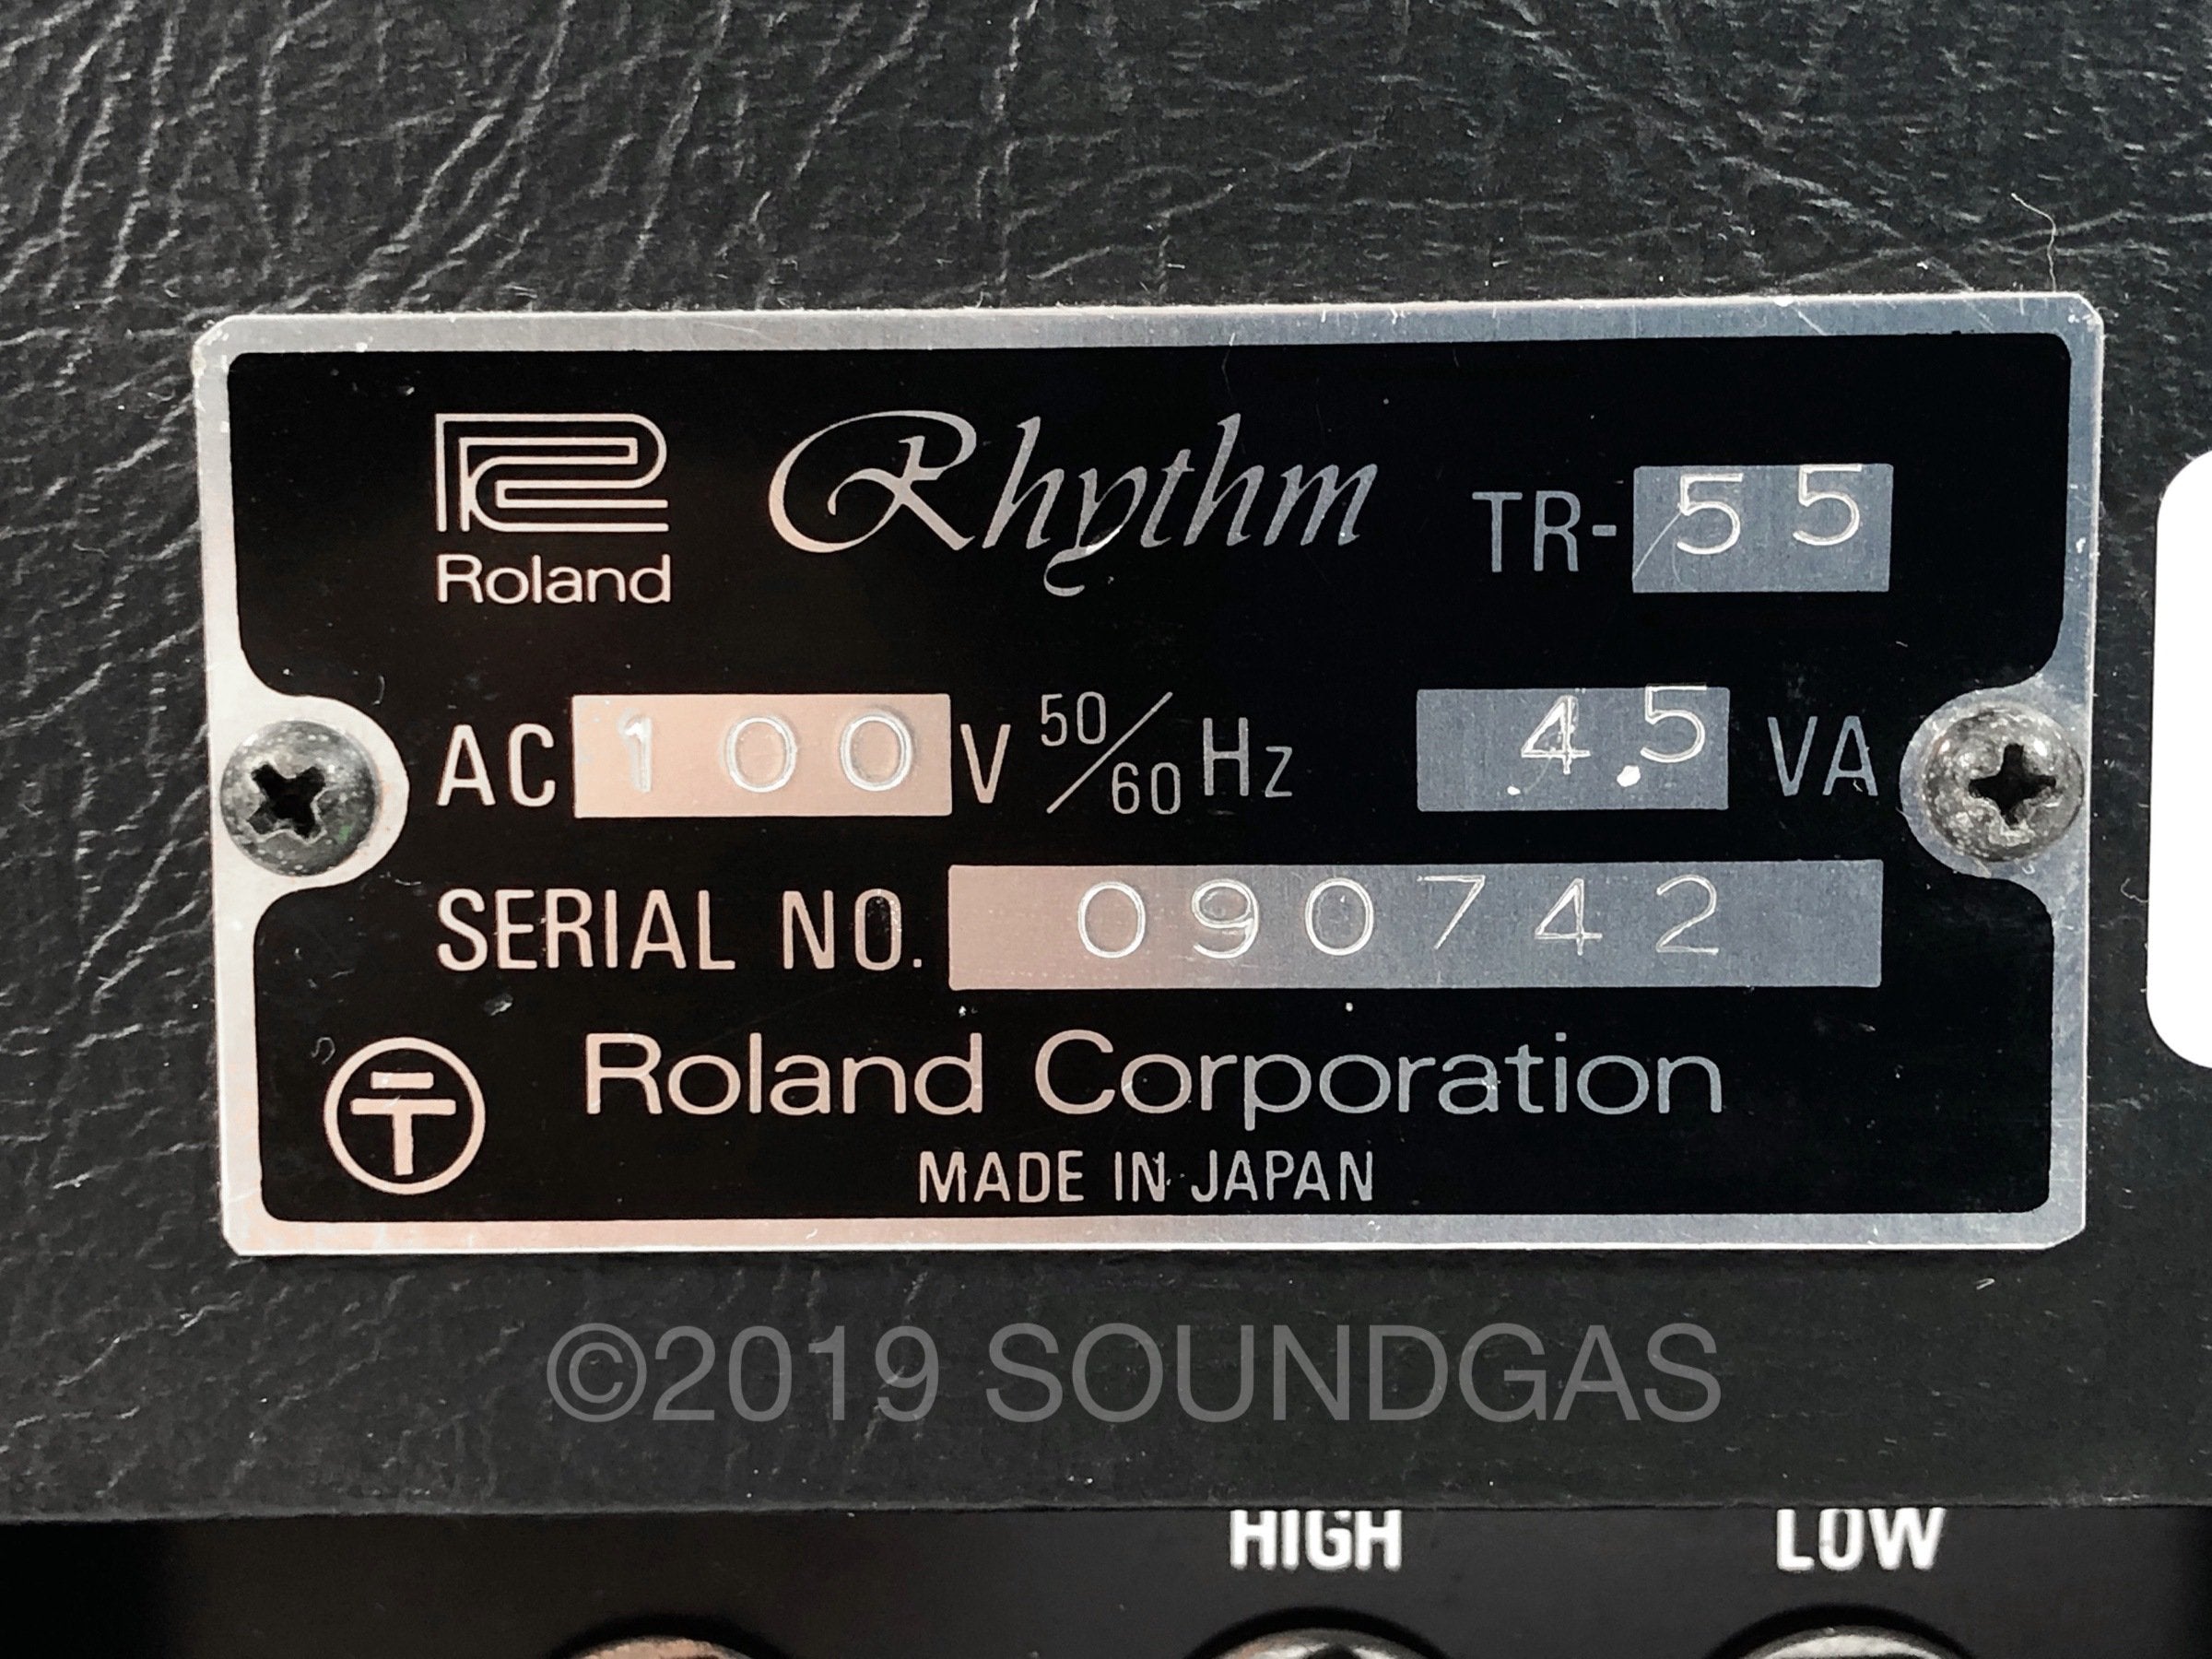 Roland Rhythm TR-55
AC 100 V 50/60 Hz 4.5 VA
SERIAL NO. 090742
Roland Corporation
MADE IN JAPAN
©2019 SOUNDGAS
HIGH LOW